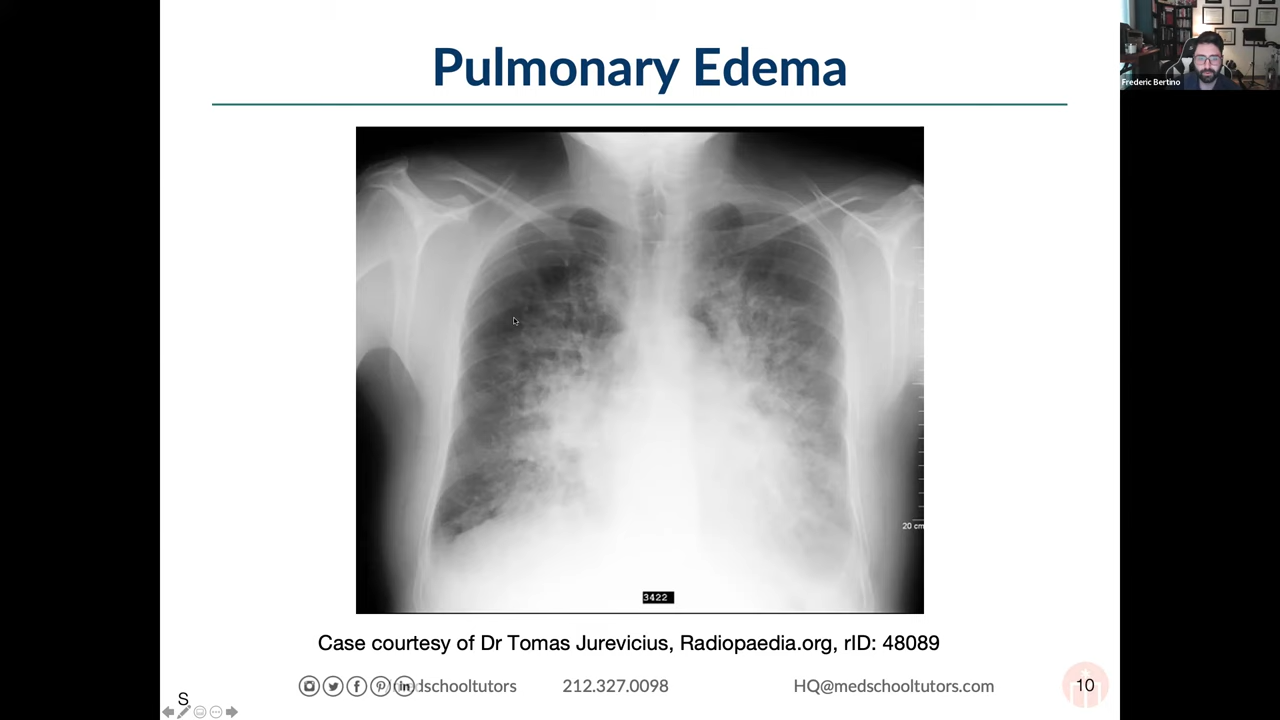 Pulmonary Edema
Frederic Bertino
20 cm
3422
Case courtesy of Dr Tomas Jurevicius, Radiopaedia.org, rID: 48089
dschooltutors 212.327.0098 HQ@medschooltutors.com 10
S